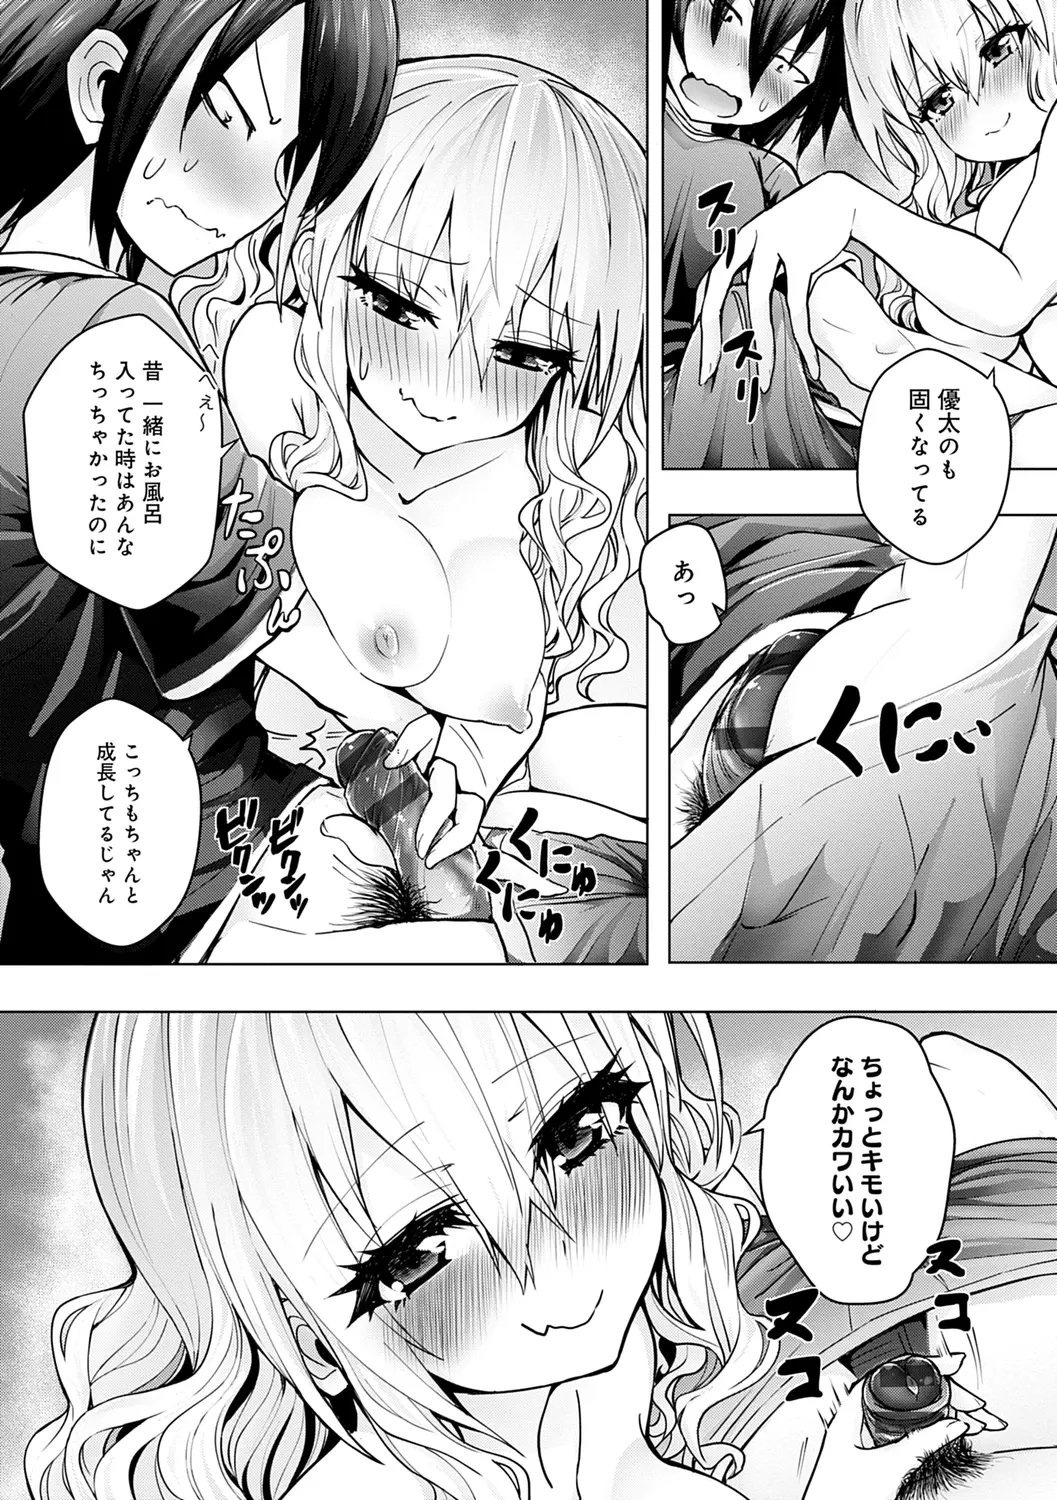 スリ
スリ
優太のも
固くなってる
あっ
くにぃ
へぇ〜
昔一緒にお風呂
入ってた時はあんな
ちっちゃかったのに
たぷん
こっちもちゃんと
成長してるじゃん
ビクンッ
ビクンッ
くにゅ
くにゅ
ちょっとキモいけど
なんかカワいい♡
ヌコ
ヌコ